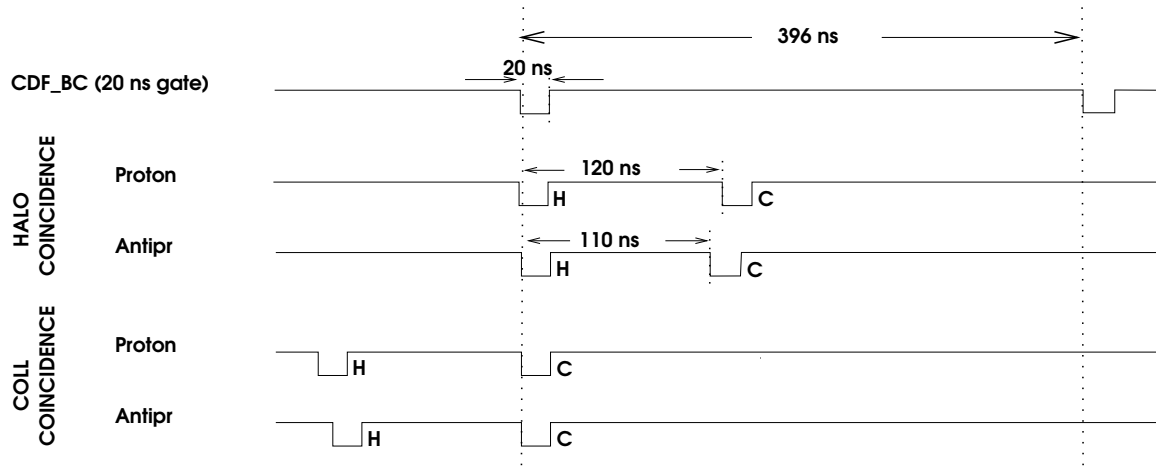 396 ns
20 ns
CDF_BC (20 ns gate)
HALO
COINCIDENCE
Proton
120 ns
H
C
Antipr
110 ns
H
C
COLL
COINCIDENCE
Proton
H
C
Antipr
H
C